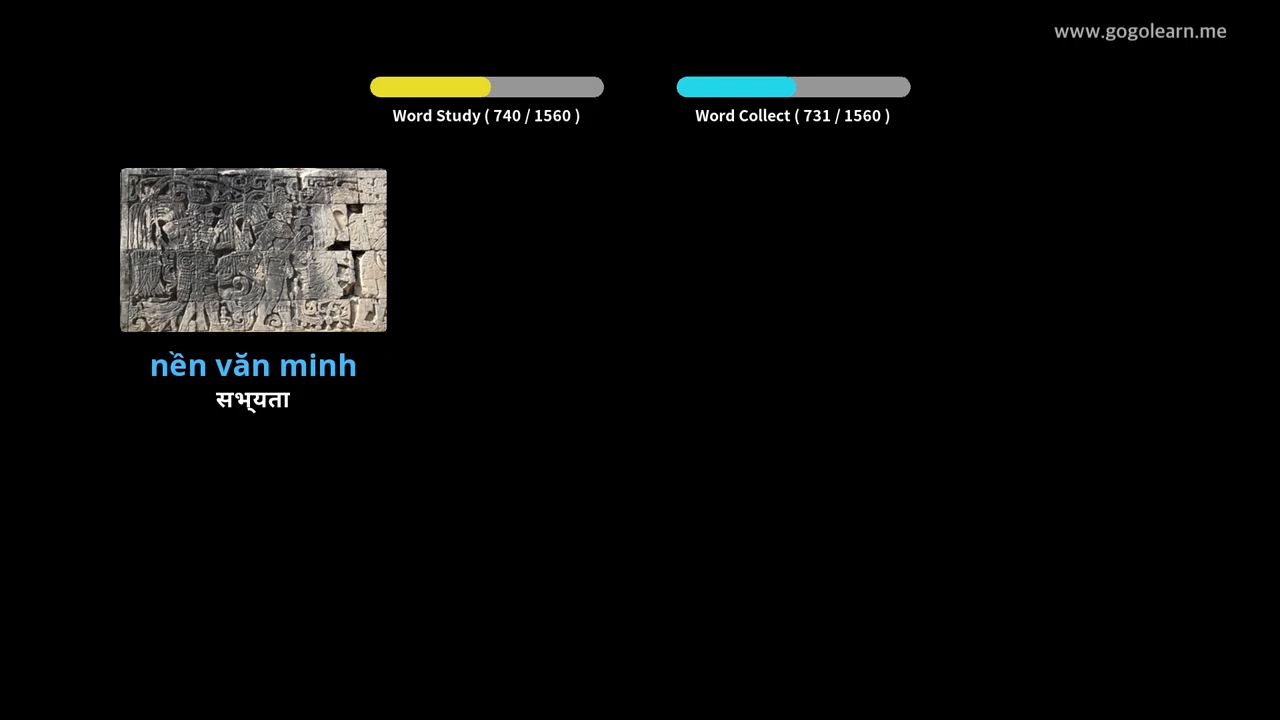 www.gogolearn.me
Word Study ( 740 / 1560 )
Word Collect ( 731 / 1560 )
nền văn minh
सभ्यता